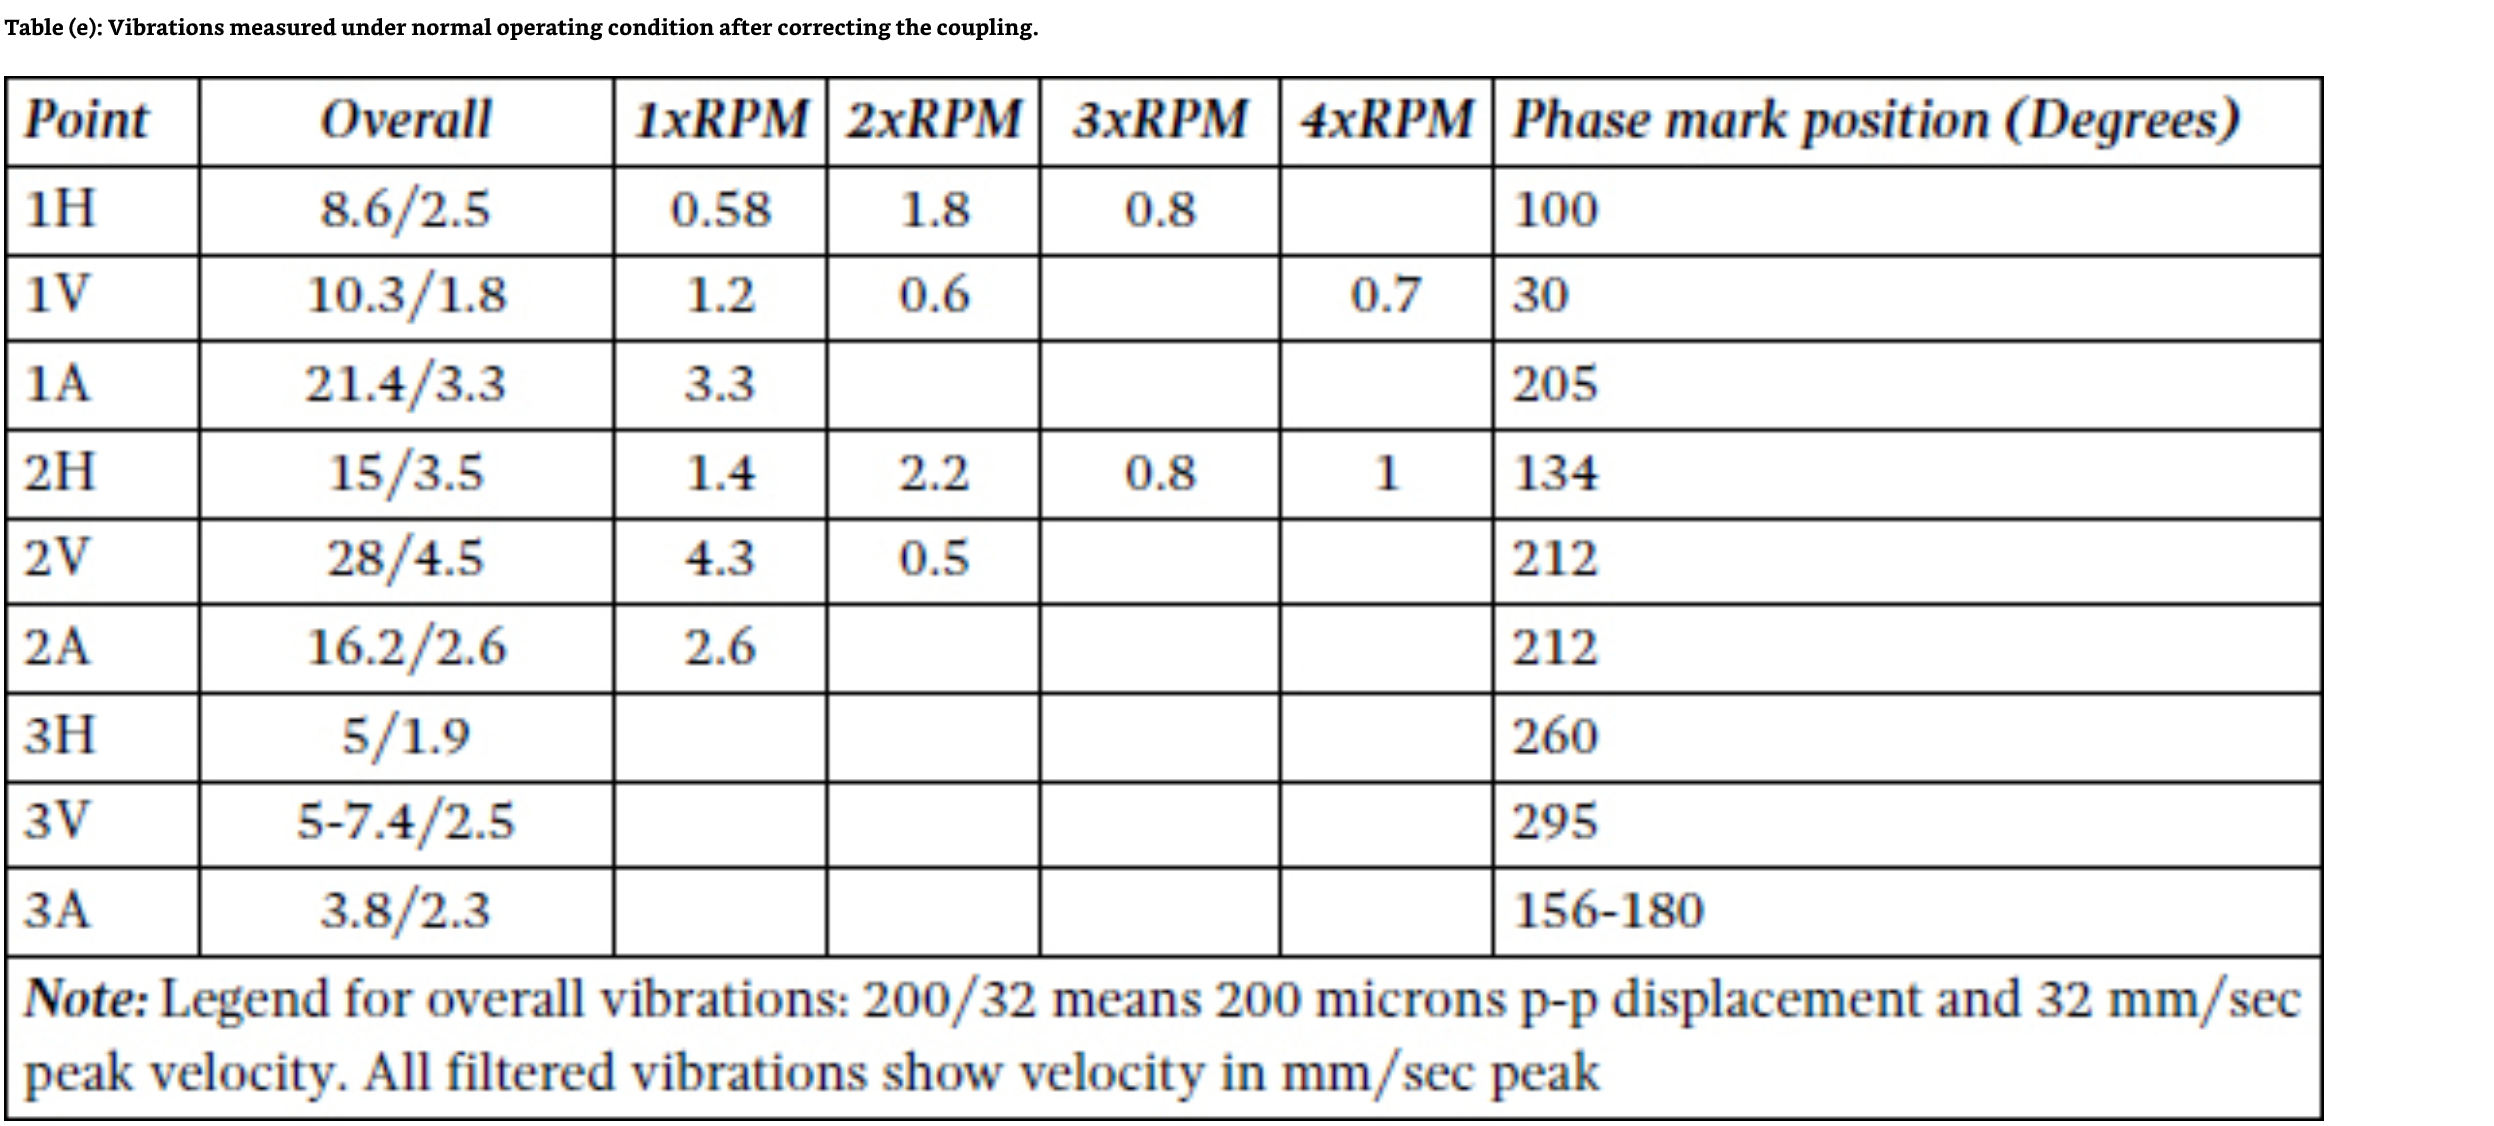 Table (e): Vibrations measured under normal operating condition after correcting the coupling.
Point Overall 1xRPM 2xRPM 3xRPM 4xRPM Phase mark position (Degrees)
1H 8.6/2.5 0.58 1.8 0.8 100
1V 10.3/1.8 1.2 0.6 0.7 30
1A 21.4/3.3 3.3 205
2H 15/3.5 1.4 2.2 0.8 1 134
2V 28/4.5 4.3 0.5 212
2A 16.2/2.6 2.6 212
3H 5/1.9 260
3V 5-7.4/2.5 295
3A 3.8/2.3 156-180
Note: Legend for overall vibrations: 200/32 means 200 microns p-p displacement and 32 mm/sec
peak velocity. All filtered vibrations show velocity in mm/sec peak